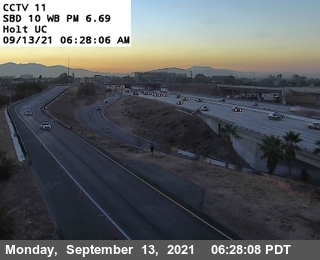 CCTV 11
SBD 10 WB PM 6.69
Holt UC
09/13/21 06:28:06 AM
Monday, September 13, 2021 06:28:08 PDT